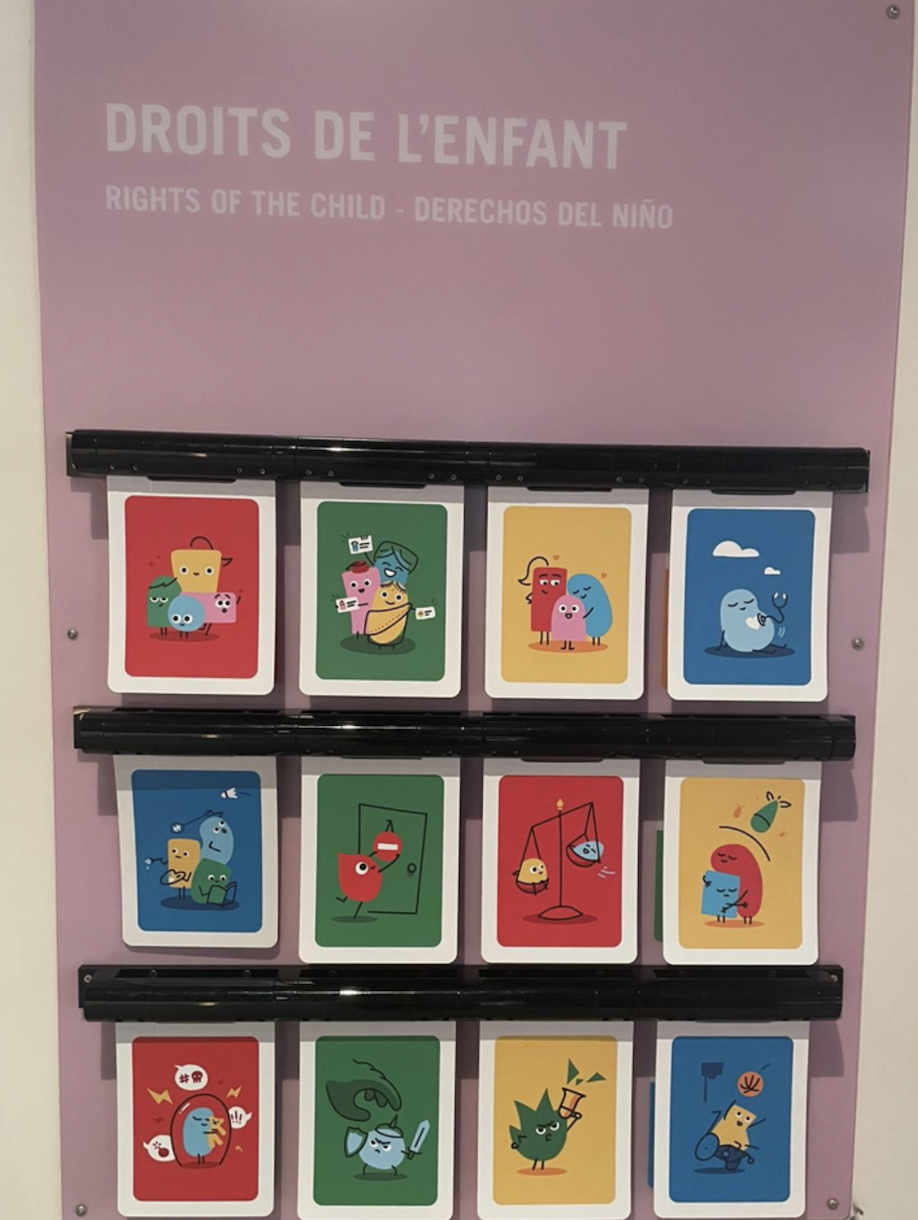 DROITS DE L'ENFANT
RIGHTS OF THE CHILD - DERECHOS DEL NIÑO
#
!!!